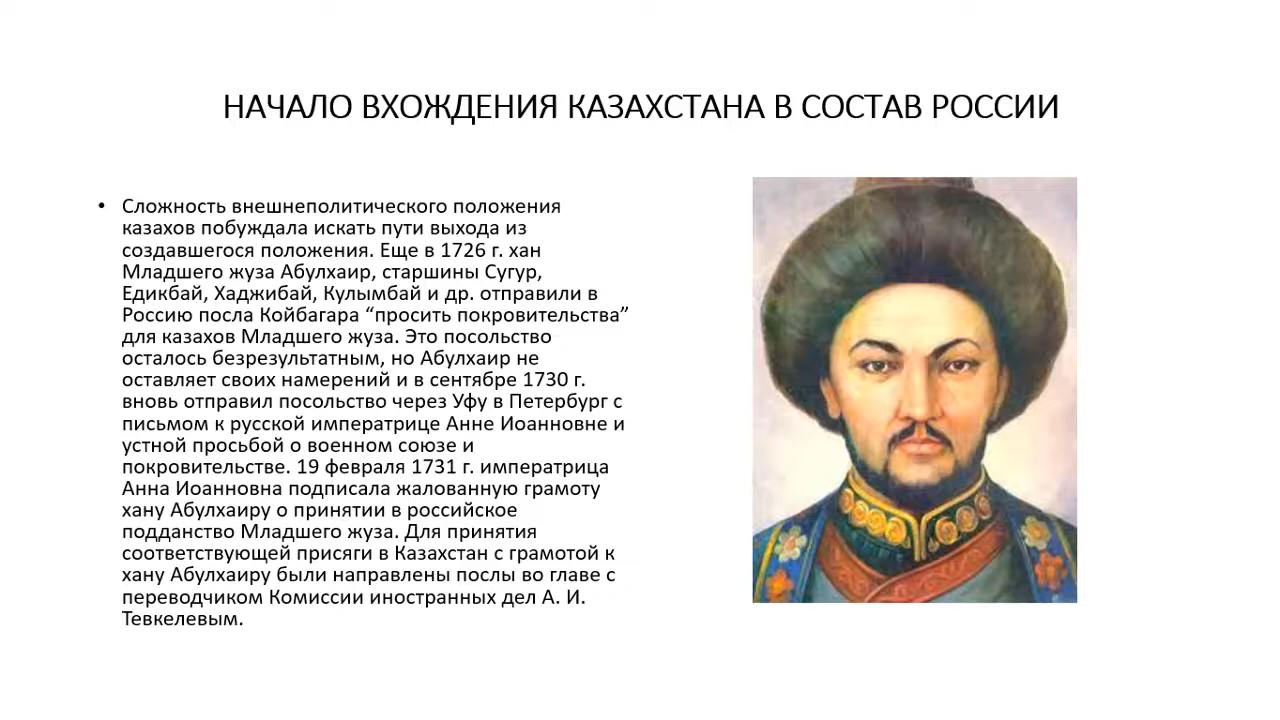 НАЧАЛО ВХОЖДЕНИЯ КАЗАХСТАНА В СОСТАВ РОССИИ
• Сложность внешнеполитического положения
казахов побуждала искать пути выхода из
создавшегося положения. Еще в 1726 г. хан
Младшего жуза Абулхаир, старшины Сугур,
Едикбай, Хаджибай, Кулымбай и др. отправили в
Россию посла Койбагара “просить покровительства”
для казахов Младшего жуза. Это посольство
осталось безрезультатным, но Абулхаир не
оставляет своих намерений и в сентябре 1730 г.
вновь отправил посольство через Уфу в Петербург с
письмом к русской императрице Анне Иоанновне и
устной просьбой о военном союзе и
покровительстве. 19 февраля 1731 г. императрица
Анна Иоанновна подписала жалованную грамоту
хану Абулхаиру о принятии в российское
подданство Младшего жуза. Для принятия
соответствующей присяги в Казахстан с грамотой к
хану Абулхаиру были направлены послы во главе с
переводчиком Комиссии иностранных дел А. И.
Тевкелевым.